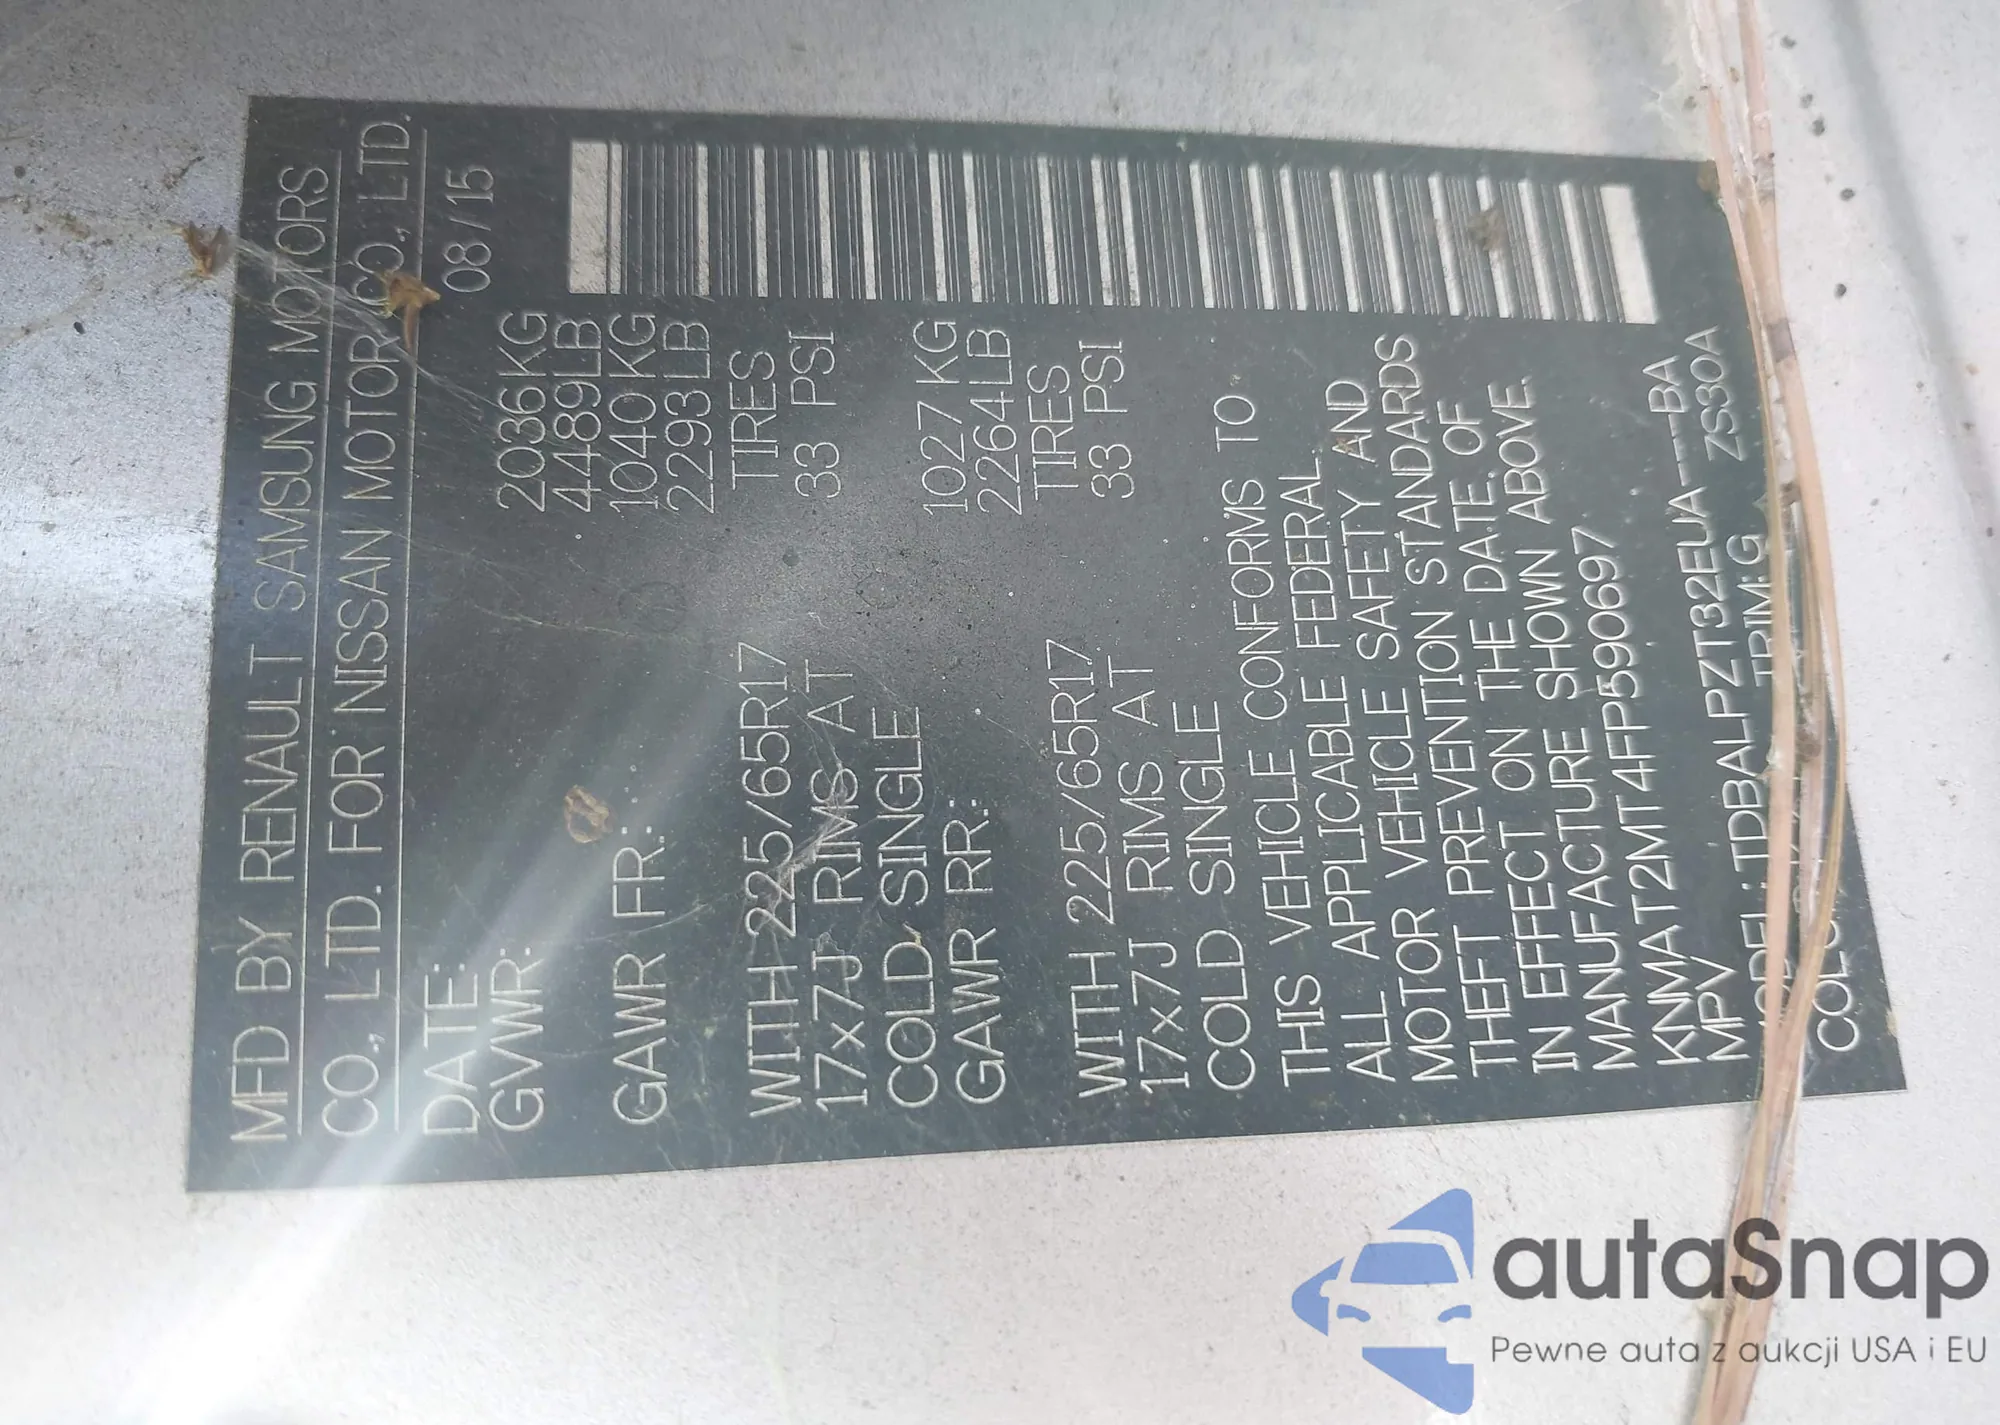 MFD BY RENAULT SAMSUNG MOTORS
CO., LTD. FOR NISSAN MOTOR CO., LTD.
DATE: 08/15
GVWR: 2036KG
4489LB
GAWR FR: 1040KG
2293LB
WITH 225/65R17 TIRES
17x7J RIMS AT 33 PSI
COLD SINGLE
GAWR RR: 1027KG
2264LB
WITH 225/65R17 TIRES
17x7J RIMS AT 33 PSI
COLD SINGLE
THIS VEHICLE CONFORMS TO
ALL APPLICABLE FEDERAL
MOTOR VEHICLE SAFETY AND
THEFT PREVENTION STANDARDS
IN EFFECT ON THE DATE OF
MANUFACTURE SHOWN ABOVE.
KNMAT2MT4FP590697
MPV
MODEL: TDBALPZT32EUA----BA
TRIM: G ZS30A
autaSnap
Pewne auta z aukcji USA i EU